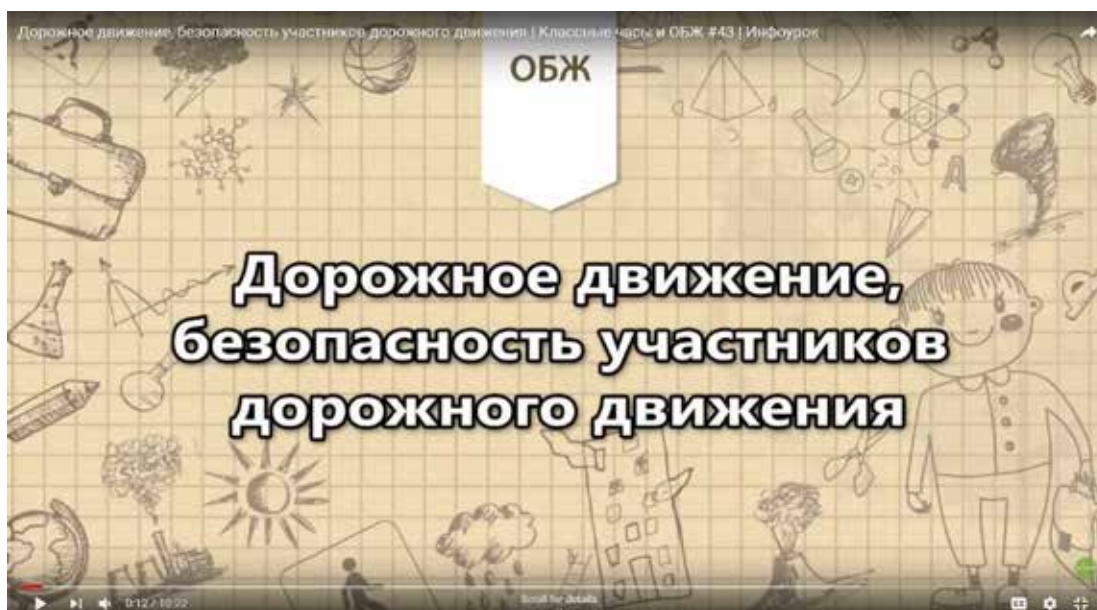 Дорожное движение, безопасность участников дорожного движения | Классные часы и ОБЖ #43 | Инфоурок
ОБЖ
А
Дорожное движение,
безопасность участников
дорожного движения
0:12 / 10:22
Scroll for details